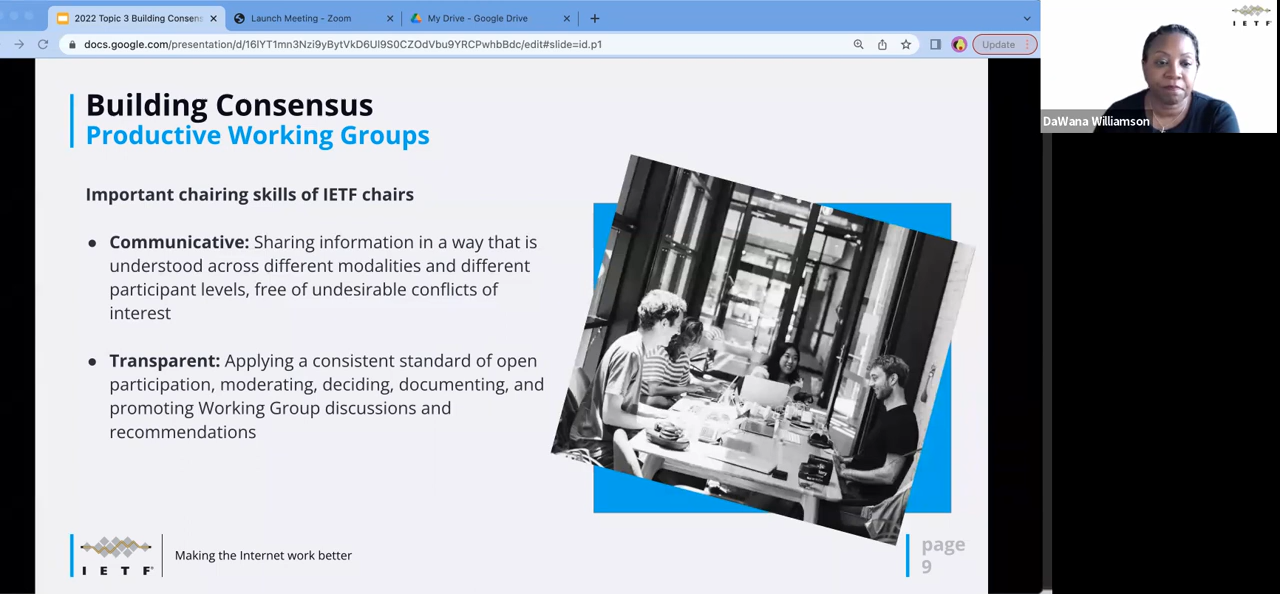 2022 Topic 3 Building Consens
Launch Meeting - Zoom
My Drive - Google Drive
docs.google.com/presentation/d/16lYT1mn3Nzi9yBytVkD6Ul9S0CZOdVbu9YRCPwhbBdc/edit#slide=id.p1
Update
IETF
DaWana Williamson
Building Consensus
Productive Working Groups
Important chairing skills of IETF chairs
● Communicative: Sharing information in a way that is
understood across different modalities and different
participant levels, free of undesirable conflicts of
interest
● Transparent: Applying a consistent standard of open
participation, moderating, deciding, documenting, and
promoting Working Group discussions and
recommendations
IETF®
Making the Internet work better
page
9